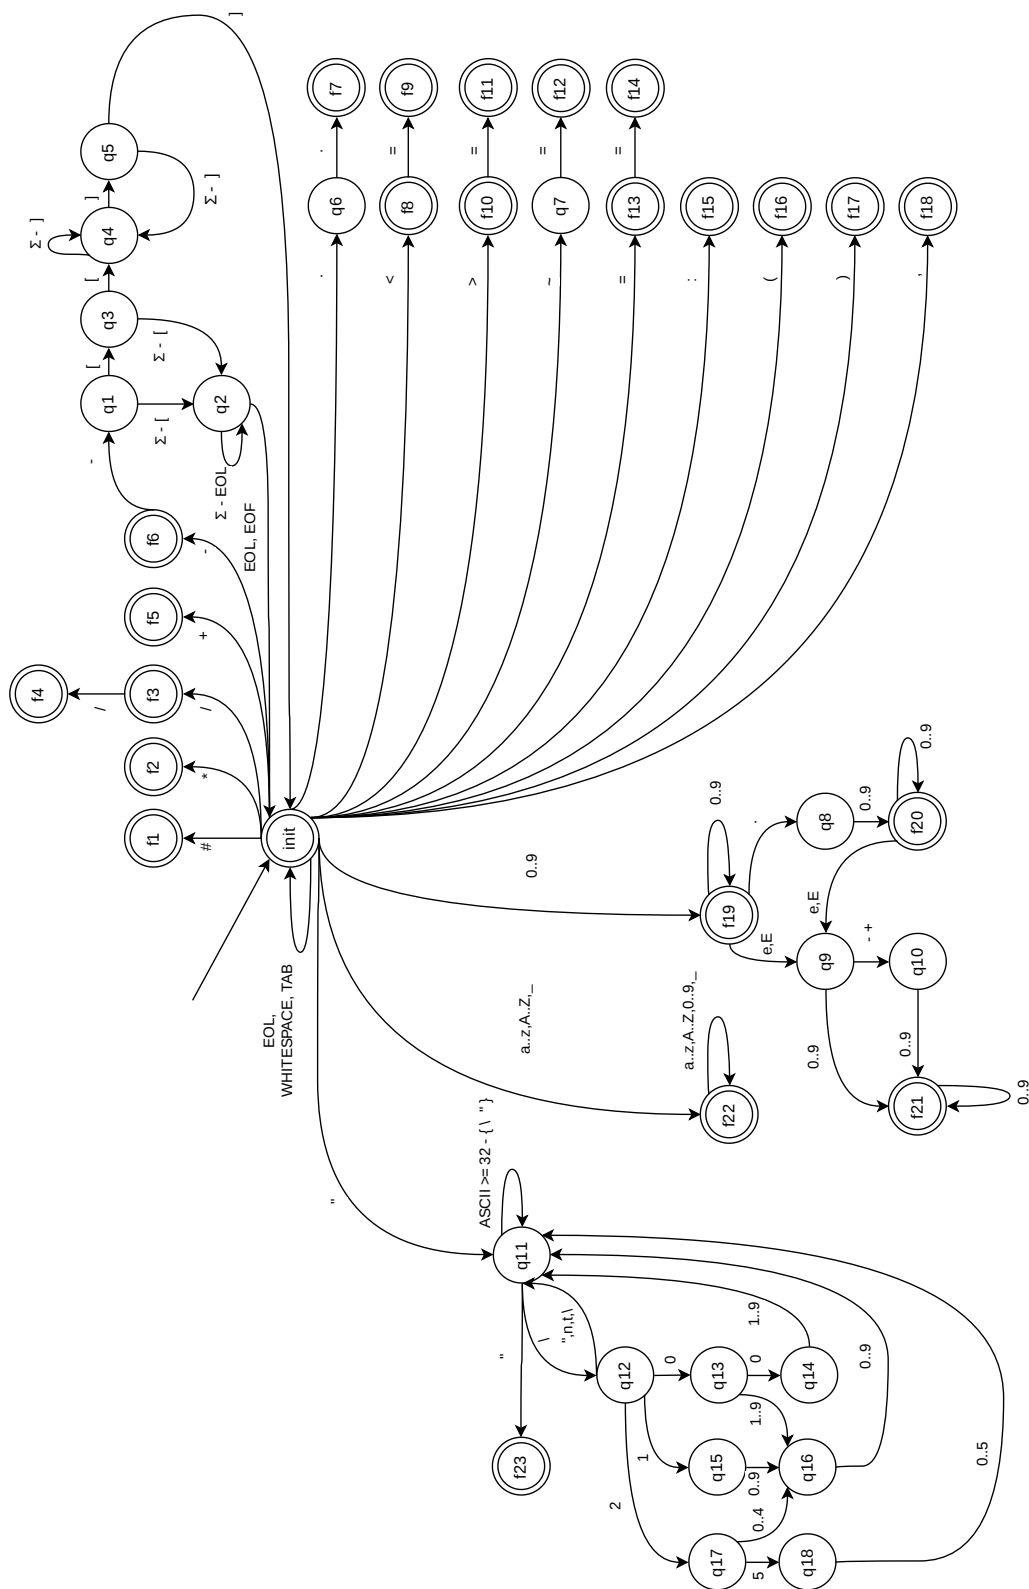 f4
Σ - ]
/
-
[
[
]
q1
q3
q4
q5
f1
f2
f3
f5
f6
Σ - [
Σ - [
#
*
/
+
-
Σ - ]
Σ - EOL
q2
]
EOL, EOF
EOL,
WHITESPACE, TAB
init
.
.
"
q6
f7
<
=
f8
f9
>
=
f10
f11
ASCII >= 32 - { \ " }
"
f23
q11
a..z,A..Z,_
0..9
\
~
=
q7
f12
",n,t,\
2
=
=
q12
f13
f14
1
0
a..z,A..Z,0..9,_
:
f15
q17
q15
q13
f22
f19
0..9
5
0..4
0..9
1..9
0
1..9
e,E
.
(
f16
q18
q16
q14
0..9
e,E
q9
q8
)
f17
0..9
- +
0..9
0..9
f21
q10
f20
0..9
,
f18
0..5
0..9